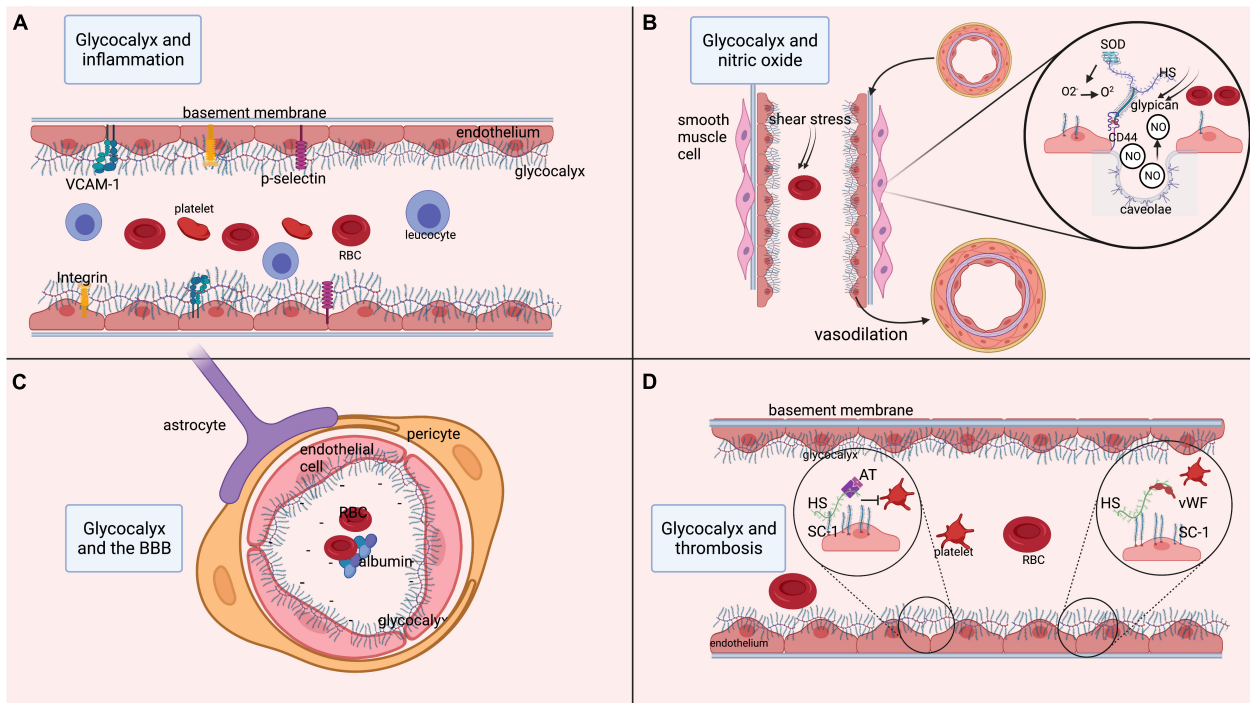 A
Glycocalyx and
inflammation
basement membrane
endothelium
glycocalyx
VCAM-1
p-selectin
platelet
leucocyte
RBC
Integrin
B
Glycocalyx and
nitric oxide
smooth
muscle
cell
shear stress
vasodilation
SOD
HS
O2- → O2
glypican
CD44
NO
NO
NO
caveolae
C
astrocyte
pericyte
endothelial
cell
RBC
albumin
glycocalyx
Glycocalyx
and the BBB
D
basement membrane
glycocalyx
AT
HS
SC-1
HS
vWF
SC-1
Glycocalyx and
thrombosis
platelet
RBC
endothelium